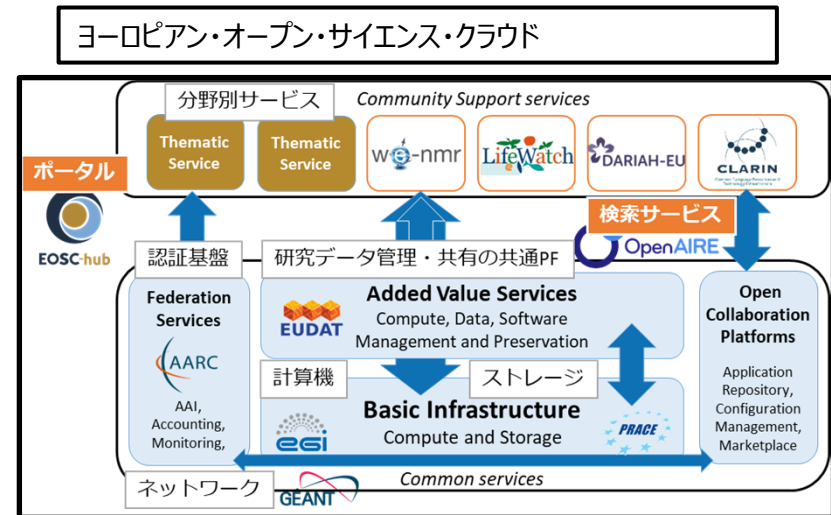 ヨーロピアン・オープン・サイエンス・クラウド
分野別サービス
Community Support services
Thematic
Service
Thematic
Service
we-nmr
LifeWatch
DARIAH-EU
CLARIN
ポータル
EOSC-hub
検索サービス
OpenAIRE
認証基盤
研究データ管理・共有の共通PF
Federation
Services
AARC
AAI,
Accounting,
Monitoring,
Added Value Services
EUDAT
Compute, Data, Software
Management and Preservation
計算機
ストレージ
Basic Infrastructure
egi
Compute and Storage
PRACE
Open
Collaboration
Platforms
Application
Repository,
Configuration
Management,
Marketplace
ネットワーク
GÉANT
Common services